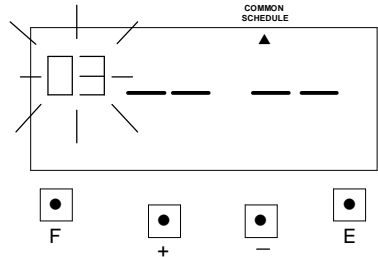 COMMON
SCHEDULE
03 -- --
F + - E